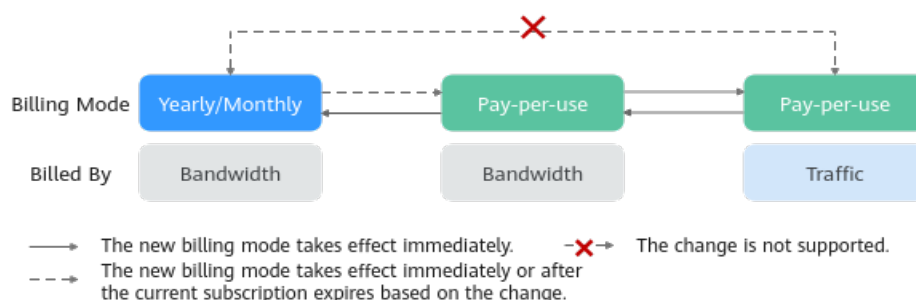 Billing Mode Yearly/Monthly Pay-per-use Pay-per-use
Billed By Bandwidth Bandwidth Traffic
The new billing mode takes effect immediately. The change is not supported.
The new billing mode takes effect immediately or after
the current subscription expires based on the change.